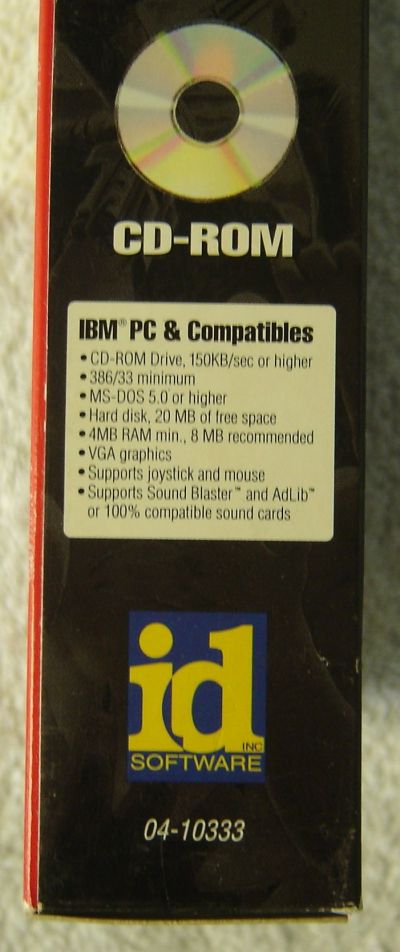 CD-ROM
IBM® PC & Compatibles
• CD-ROM Drive, 150KB/sec or higher
• 386/33 minimum
• MS-DOS 5.0 or higher
• Hard disk, 20 MB of free space
• 4MB RAM min., 8 MB recommended
• VGA graphics
• Supports joystick and mouse
• Supports Sound Blaster™ and AdLib™
or 100% compatible sound cards
id
INC
SOFTWARE
04-10333